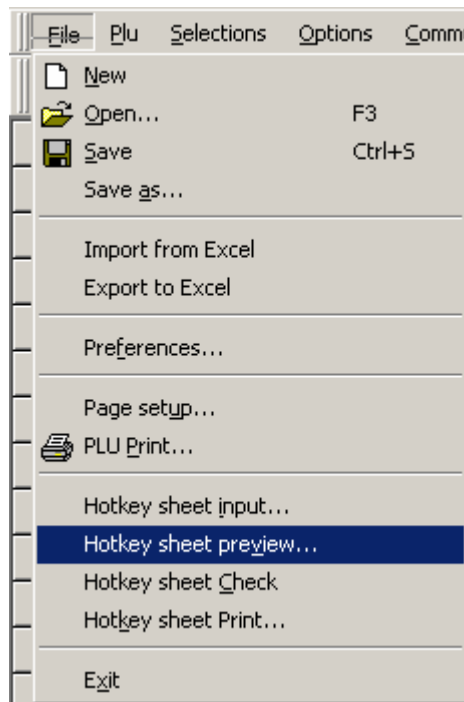 File Plu Selections Options Comm
New
Open... F3
Save Ctrl+S
Save as...
Import from Excel
Export to Excel
Preferences...
Page setup...
PLU Print...
Hotkey sheet input...
Hotkey sheet preview...
Hotkey sheet Check
Hotkey sheet Print...
Exit